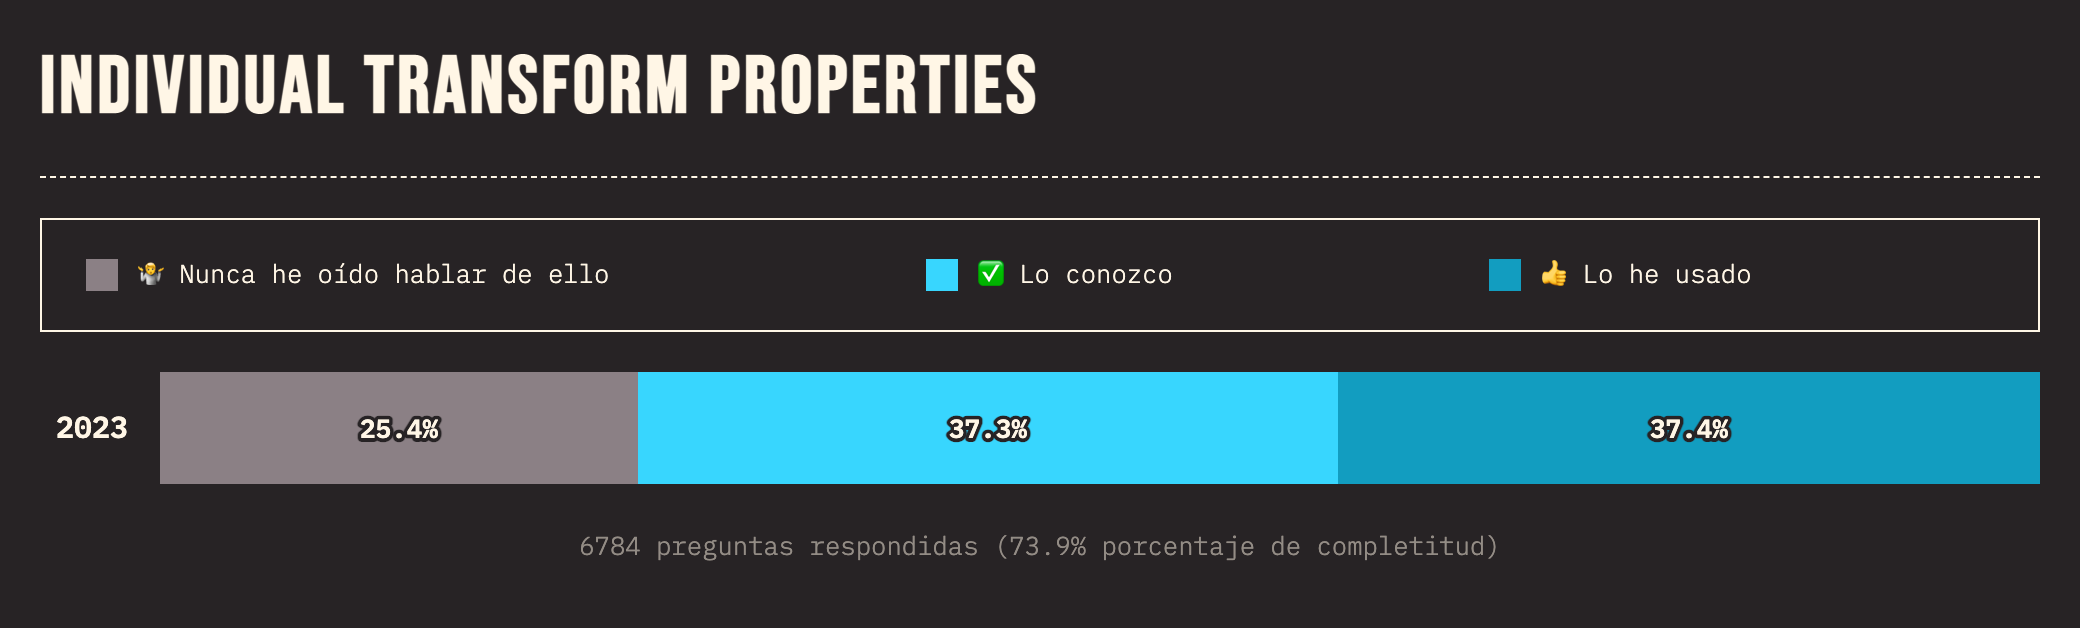 INDIVIDUAL TRANSFORM PROPERTIES
🤷 Nunca he oído hablar de ello
✅ Lo conozco
👍 Lo he usado
2023 25.4% 37.3% 37.4%
6784 preguntas respondidas (73.9% porcentaje de completitud)